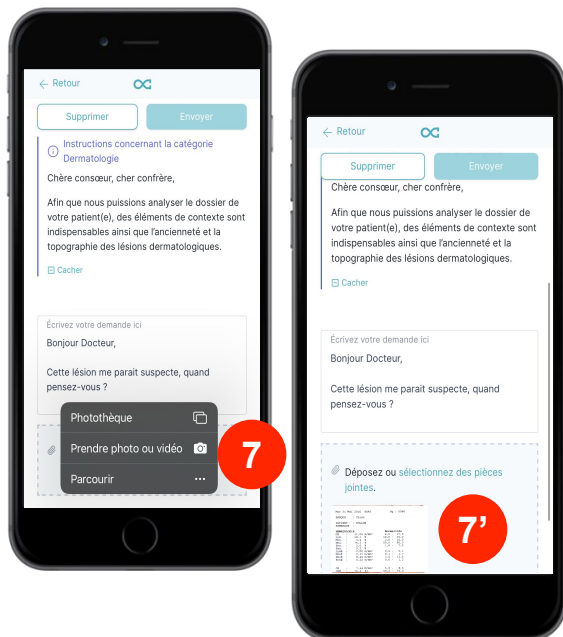 ← Retour
Supprimer
Envoyer
Instructions concernant la catégorie
Dermatologie
Chère consœur, cher confrère,
Afin que nous puissions analyser le dossier de
votre patient(e), des éléments de contexte sont
indispensables ainsi que l'ancienneté et la
topographie des lésions dermatologiques.
Cacher
Écrivez votre demande ici
Bonjour Docteur,
Cette lésion me parait suspecte, quand
pensez-vous ?
Photothèque
Prendre photo ou vidéo
Parcourir
7
← Retour
Supprimer
Envoyer
Chère consœur, cher confrère,
Afin que nous puissions analyser le dossier de
votre patient(e), des éléments de contexte sont
indispensables ainsi que l'ancienneté et la
topographie des lésions dermatologiques.
Cacher
Écrivez votre demande ici
Bonjour Docteur,
Cette lésion me parait suspecte, quand
pensez-vous ?
Déposez ou sélectionnez des pièces
jointes.
7’